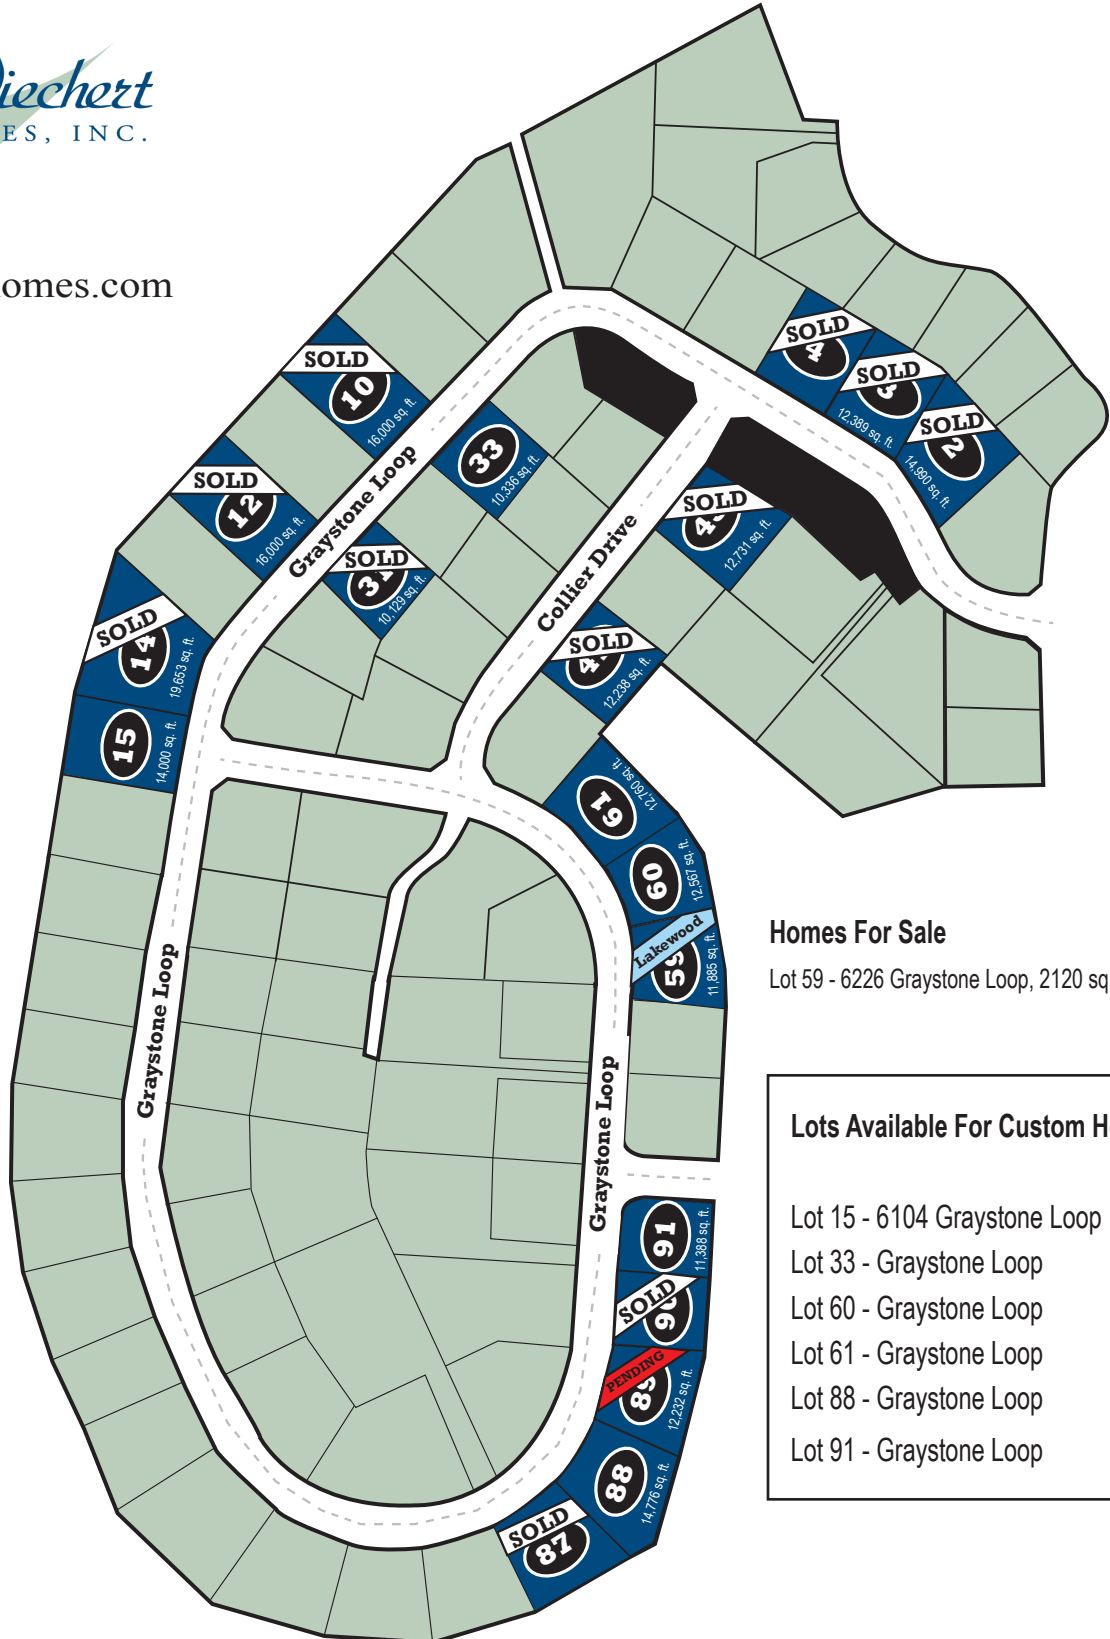 iechert
ES, INC.
omes.com
SOLD
10
16,000 sq. ft.
SOLD
12
16,000 sq. ft.
SOLD
14
19,653 sq. ft.
15
14,000 sq. ft.
33
10,336 sq. ft.
SOLD
31
10,129 sq. ft.
Graystone Loop
Collier Drive
SOLD
4
SOLD
3
12,389 sq. ft.
SOLD
2
14,990 sq. ft.
SOLD
12,731 sq. ft.
SOLD
12,238 sq. ft.
61
12,760 sq. ft.
60
12,567 sq. ft.
Lakewood
59
11,885 sq. ft.
Graystone Loop
Graystone Loop
91
11,388 sq. ft.
SOLD
90
PENDING
89
12,232 sq. ft.
88
14,776 sq. ft.
SOLD
87
Homes For Sale
Lot 59 - 6226 Graystone Loop, 2120 sq
Lots Available For Custom H
Lot 15 - 6104 Graystone Loop
Lot 33 - Graystone Loop
Lot 60 - Graystone Loop
Lot 61 - Graystone Loop
Lot 88 - Graystone Loop
Lot 91 - Graystone Loop